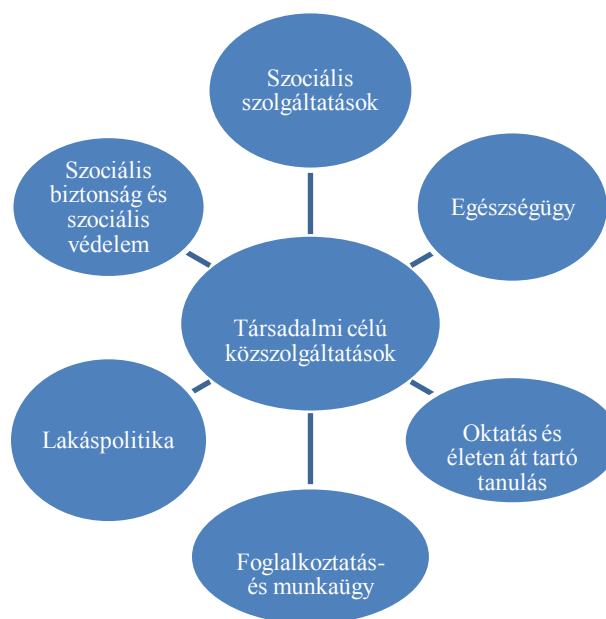 Szociális
szolgáltatások
Szociális
biztonság és
szociális
védelem
Egészségügy
Társadalmi célú
közszolgáltatások
Lakáspolitika
Oktatás és
életen át tartó
tanulás
Foglalkoztatás-
és munkaügy